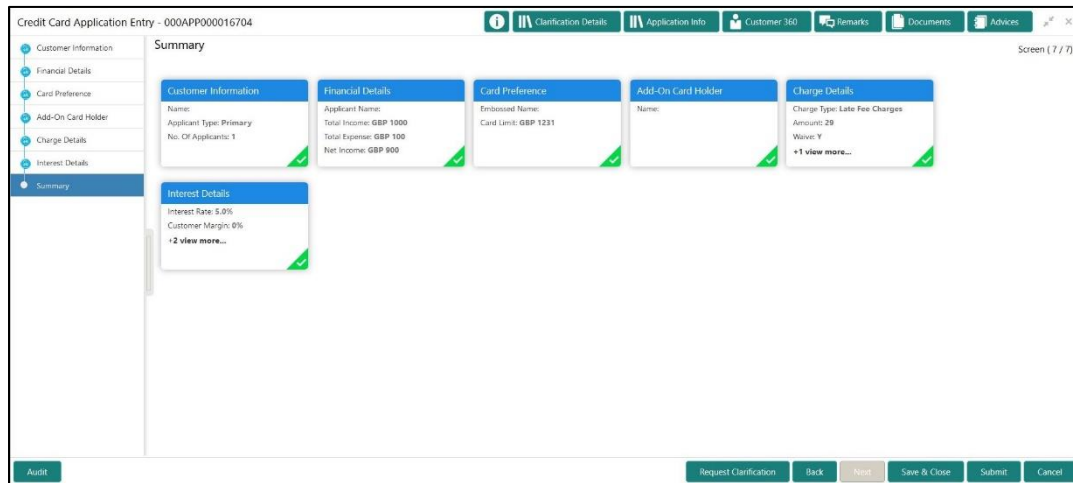 Credit Card Application Entry - 000APP000016704
Clarification Details
Application Info
Customer 360
Remarks
Documents
Advices
Customer Information
Financial Details
Card Preference
Add-On Card Holder
Charge Details
Interest Details
Summary
Summary
Screen ( 7 / 7)
Customer Information
Name:
Applicant Type: Primary
No. Of Applicants: 1
Financial Details
Applicant Name:
Total Income: GBP 1000
Total Expense: GBP 100
Net Income: GBP 900
Card Preference
Embossed Name:
Card Limit: GBP 1231
Add-On Card Holder
Name:
Charge Details
Charge Type: Late Fee Charges
Amount: 29
Waive: Y
+1 view more...
Interest Details
Interest Rate: 5.0%
Customer Margin: 0%
+2 view more...
Audit
Request Clarification
Back
Next
Save & Close
Submit
Cancel